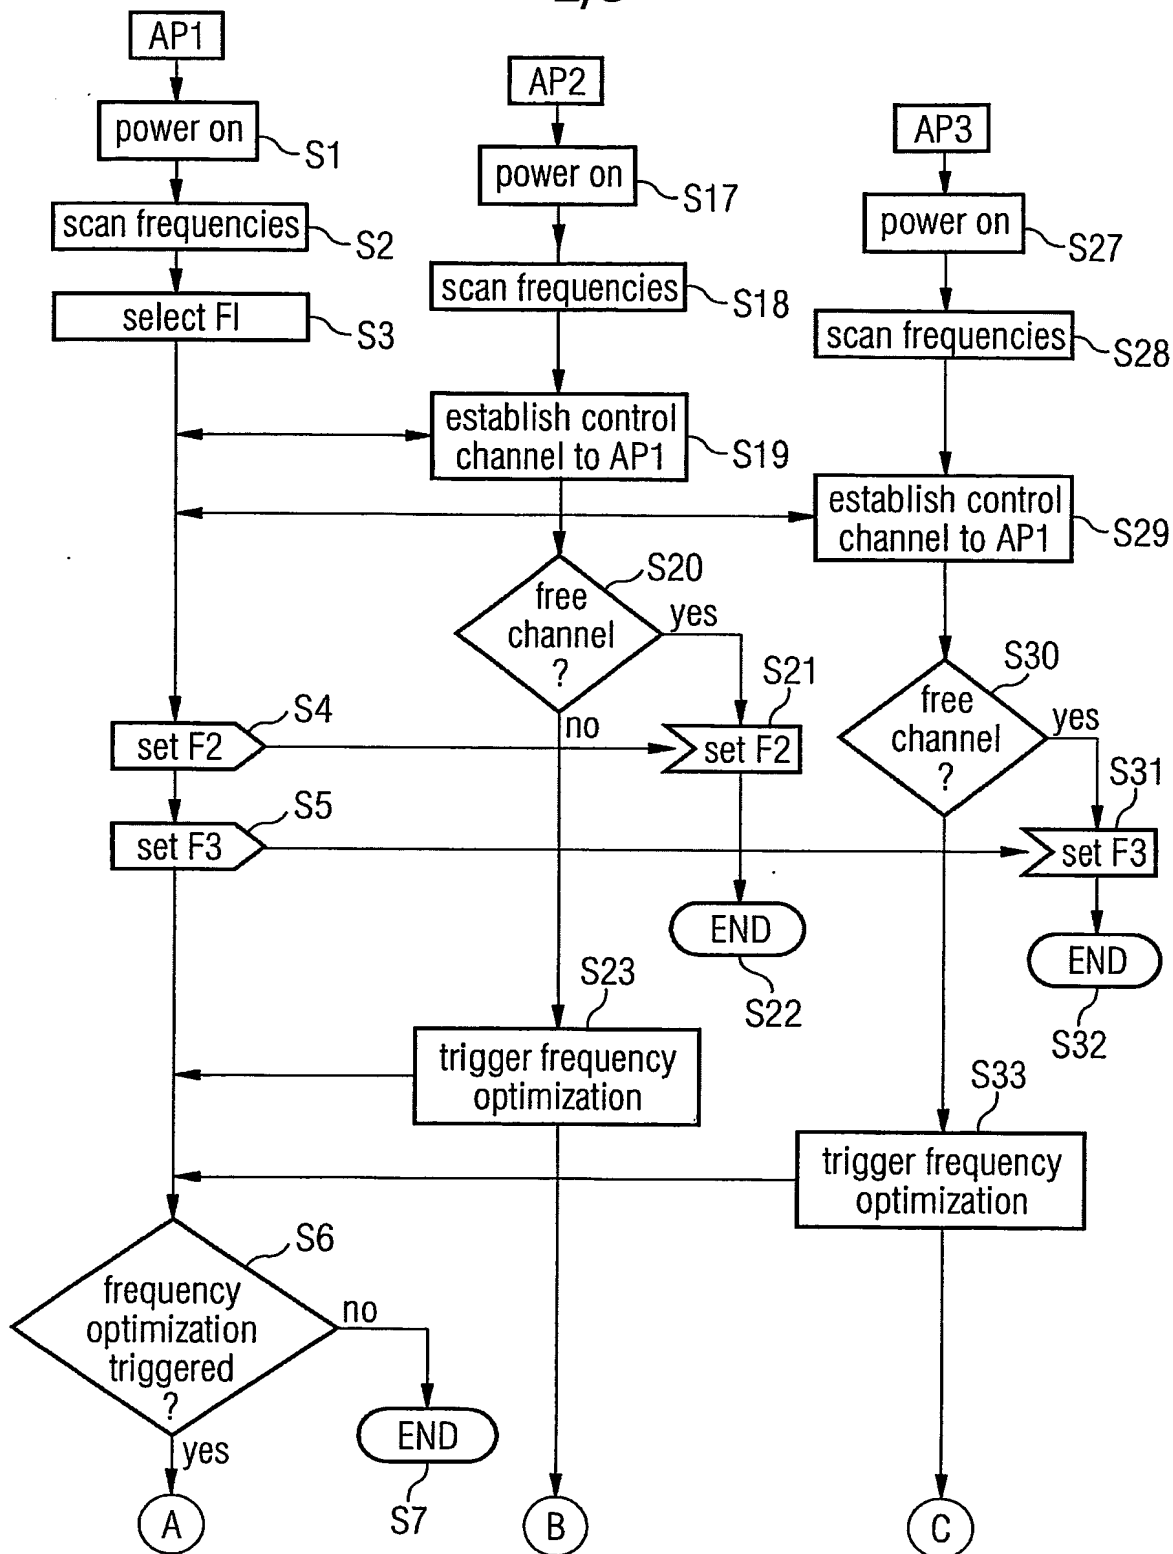 AP1
power on
S1
scan frequencies
S2
select FI
S3
AP2
power on
S17
scan frequencies
S18
establish control
channel to AP1
S19
AP3
power on
S27
scan frequencies
S28
establish control
channel to AP1
S29
free
channel
?
S20
yes
no
S21
set F2
END
S22
free
channel
?
S30
yes
S31
set F3
END
S32
set F2
S4
set F3
S5
S23
trigger frequency
optimization
S33
trigger frequency
optimization
frequency
optimization
triggered
?
S6
no
yes
END
S7
A
B
C